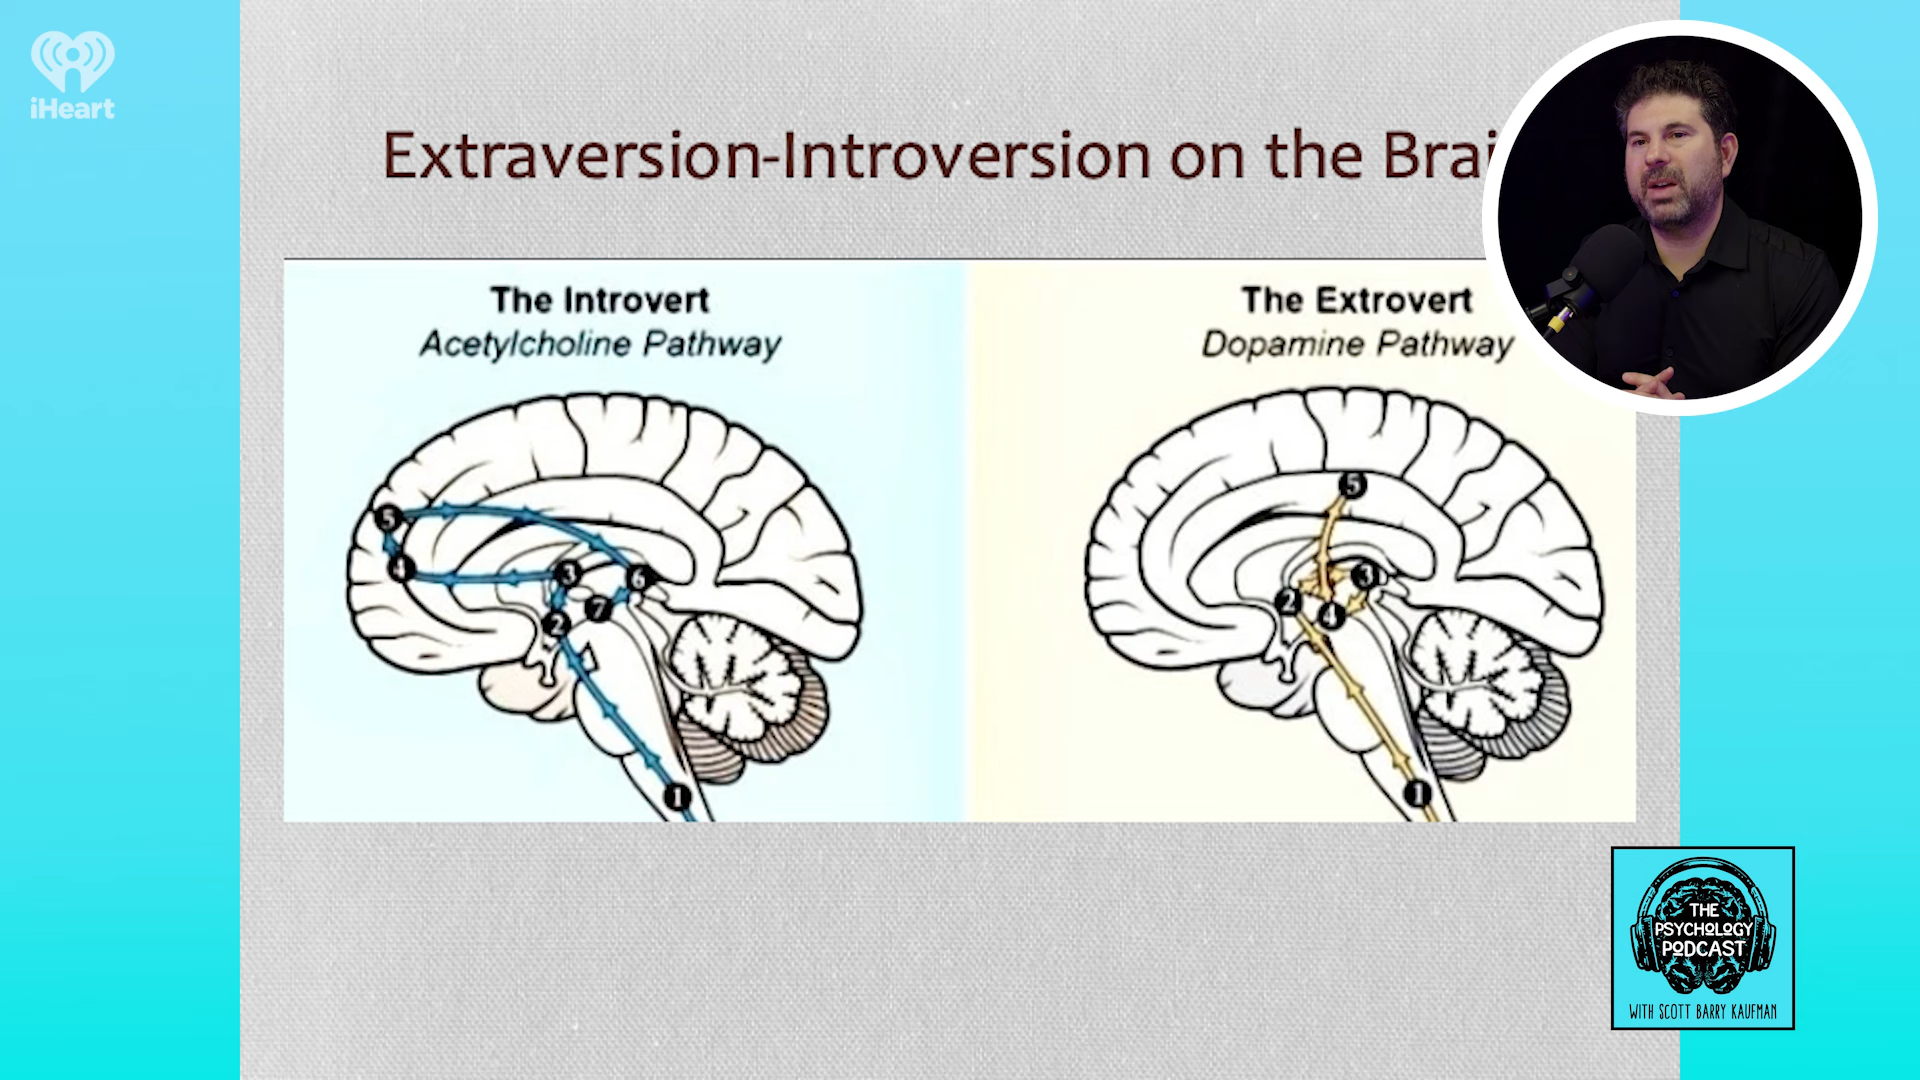 iHeart
Extraversion-Introversion on the Brai
The Introvert
Acetylcholine Pathway
5
4
3
6
7
2
1
The Extrovert
Dopamine Pathway
5
3
2
4
1
THE
PSYCHOLOGY
PODCAST
WITH SCOTT BARRY KAUFMAN